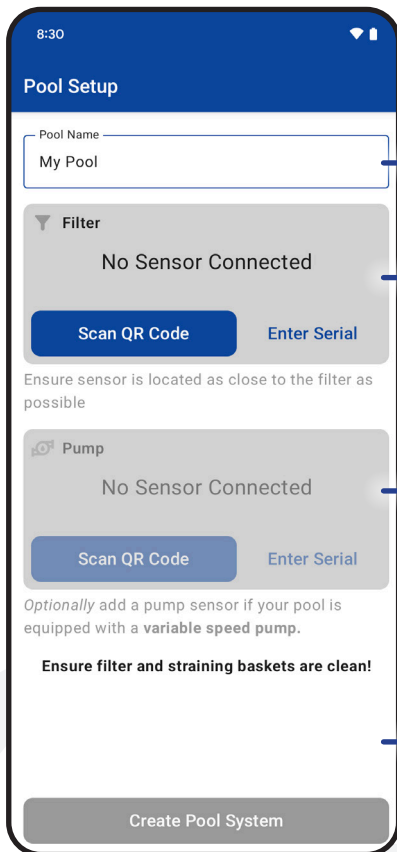 8:30
Pool Setup
Pool Name
My Pool
Filter
No Sensor Connected
Scan QR Code
Enter Serial
Ensure sensor is located as close to the filter as
possible
Pump
No Sensor Connected
Scan QR Code
Enter Serial
Optionally add a pump sensor if your pool is
equipped with a variable speed pump.
Ensure filter and straining baskets are clean!
Create Pool System